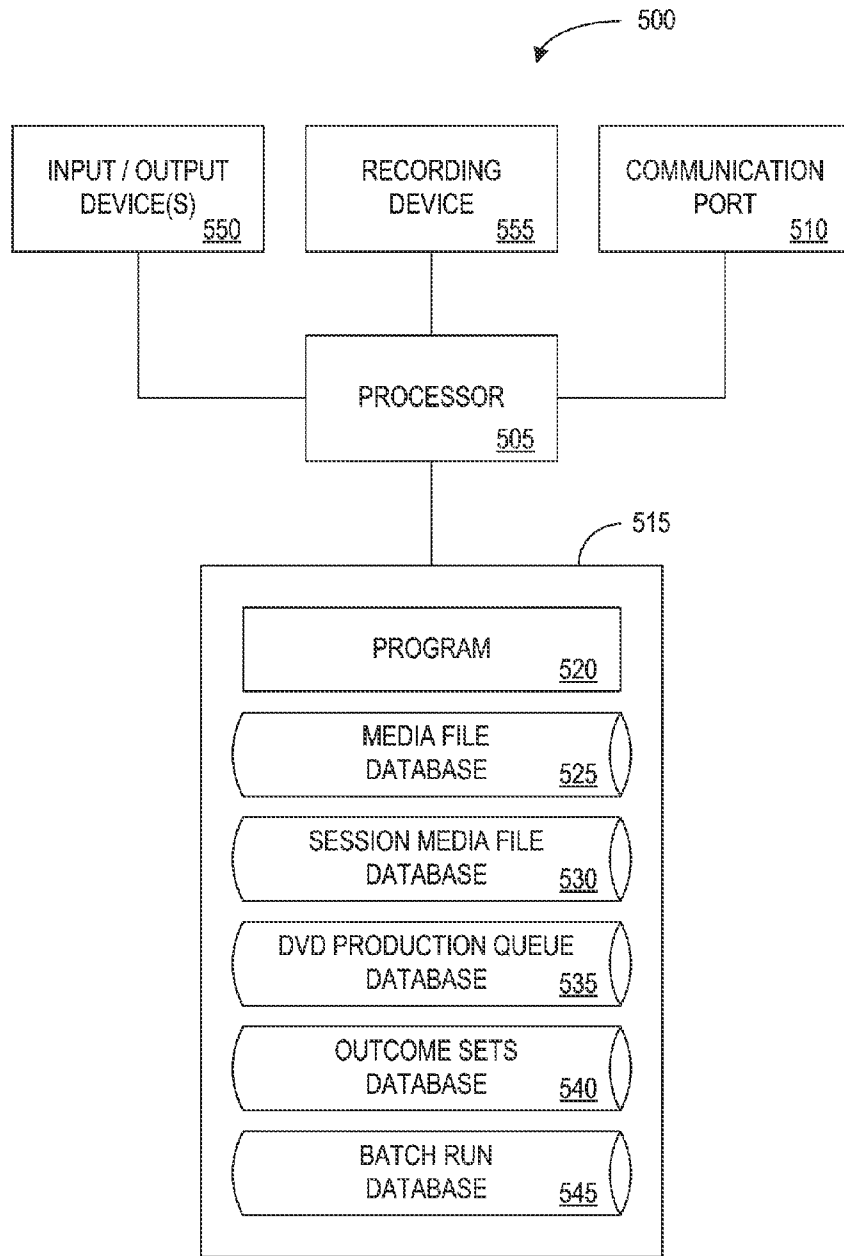 500
INPUT / OUTPUT
DEVICE(S)
550
RECORDING
DEVICE
555
COMMUNICATION
PORT
510
PROCESSOR
505
515
PROGRAM
520
MEDIA FILE
DATABASE
525
SESSION MEDIA FILE
DATABASE
530
DVD PRODUCTION QUEUE
DATABASE
535
OUTCOME SETS
DATABASE
540
BATCH RUN
DATABASE
545